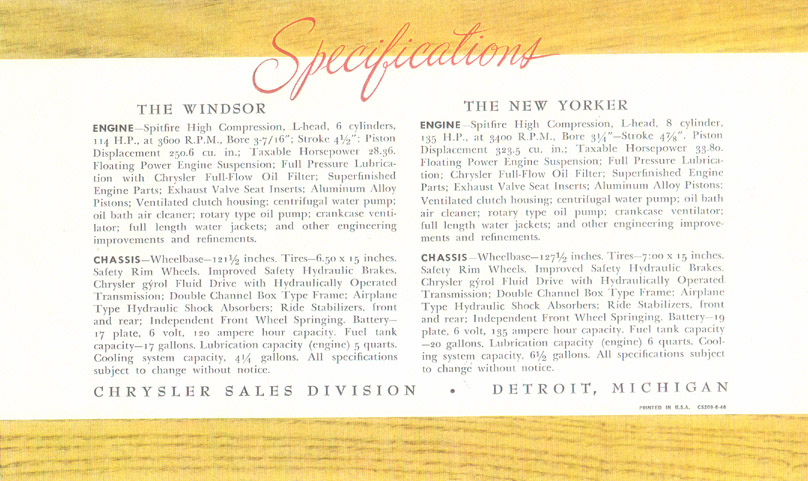 Specifications
THE WINDSOR
ENGINE—Spitfire High Compression, L-head, 6 cylinders,
114 H.P., at 3600 R.P.M., Bore 3-7/16"; Stroke 4½"; Piston
Displacement 250.6 cu. in.; Taxable Horsepower 28.36.
Floating Power Engine Suspension; Full Pressure Lubrica-
tion with Chrysler Full-Flow Oil Filter; Superfinished
Engine Parts; Exhaust Valve Seat Inserts; Aluminum Alloy
Pistons; Ventilated clutch housing; centrifugal water pump;
oil bath air cleaner; rotary type oil pump; crankcase venti-
lator; full length water jackets; and other engineering
improvements and refinements.
CHASSIS—Wheelbase—121½ inches. Tires—6.50 x 15 inches.
Safety Rim Wheels. Improved Safety Hydraulic Brakes.
Chrysler gýrol Fluid Drive with Hydraulically Operated
Transmission; Double Channel Box Type Frame; Airplane
Type Hydraulic Shock Absorbers; Ride Stabilizers, front
and rear; Independent Front Wheel Springing. Battery—
17 plate, 6 volt, 120 ampere hour capacity. Fuel tank
capacity—17 gallons. Lubrication capacity (engine) 5 quarts.
Cooling system capacity, 4¼ gallons. All specifications
subject to change without notice.
THE NEW YORKER
ENGINE—Spitfire High Compression, L-head, 8 cylinder,
135 H.P., at 3400 R.P.M., Bore 3¼"—Stroke 4⅞". Piston
Displacement 323.5 cu. in.; Taxable Horsepower 33.80.
Floating Power Engine Suspension; Full Pressure Lubrica-
tion; Chrysler Full-Flow Oil Filter; Superfinished Engine
Parts; Exhaust Valve Seat Inserts; Aluminum Alloy Pistons;
Ventilated clutch housing; centrifugal water pump; oil bath
air cleaner; rotary type oil pump; crankcase ventilator;
full length water jackets; and other engineering improve-
ments and refinements.
CHASSIS—Wheelbase—127½ inches. Tires—7:00 x 15 inches.
Safety Rim Wheels. Improved Safety Hydraulic Brakes.
Chrysler gýrol Fluid Drive with Hydraulically Operated
Transmission; Double Channel Box Type Frame; Airplane
Type Hydraulic Shock Absorbers; Ride Stabilizers, front
and rear; Independent Front Wheel Springing. Battery—19
plate, 6 volt, 135 ampere hour capacity. Fuel tank capacity
—20 gallons. Lubrication capacity (engine) 6 quarts. Cool-
ing system capacity, 6½ gallons. All specifications subject
to change without notice.
CHRYSLER SALES DIVISION • DETROIT, MICHIGAN
PRINTED IN U.S.A. CS209-8-46